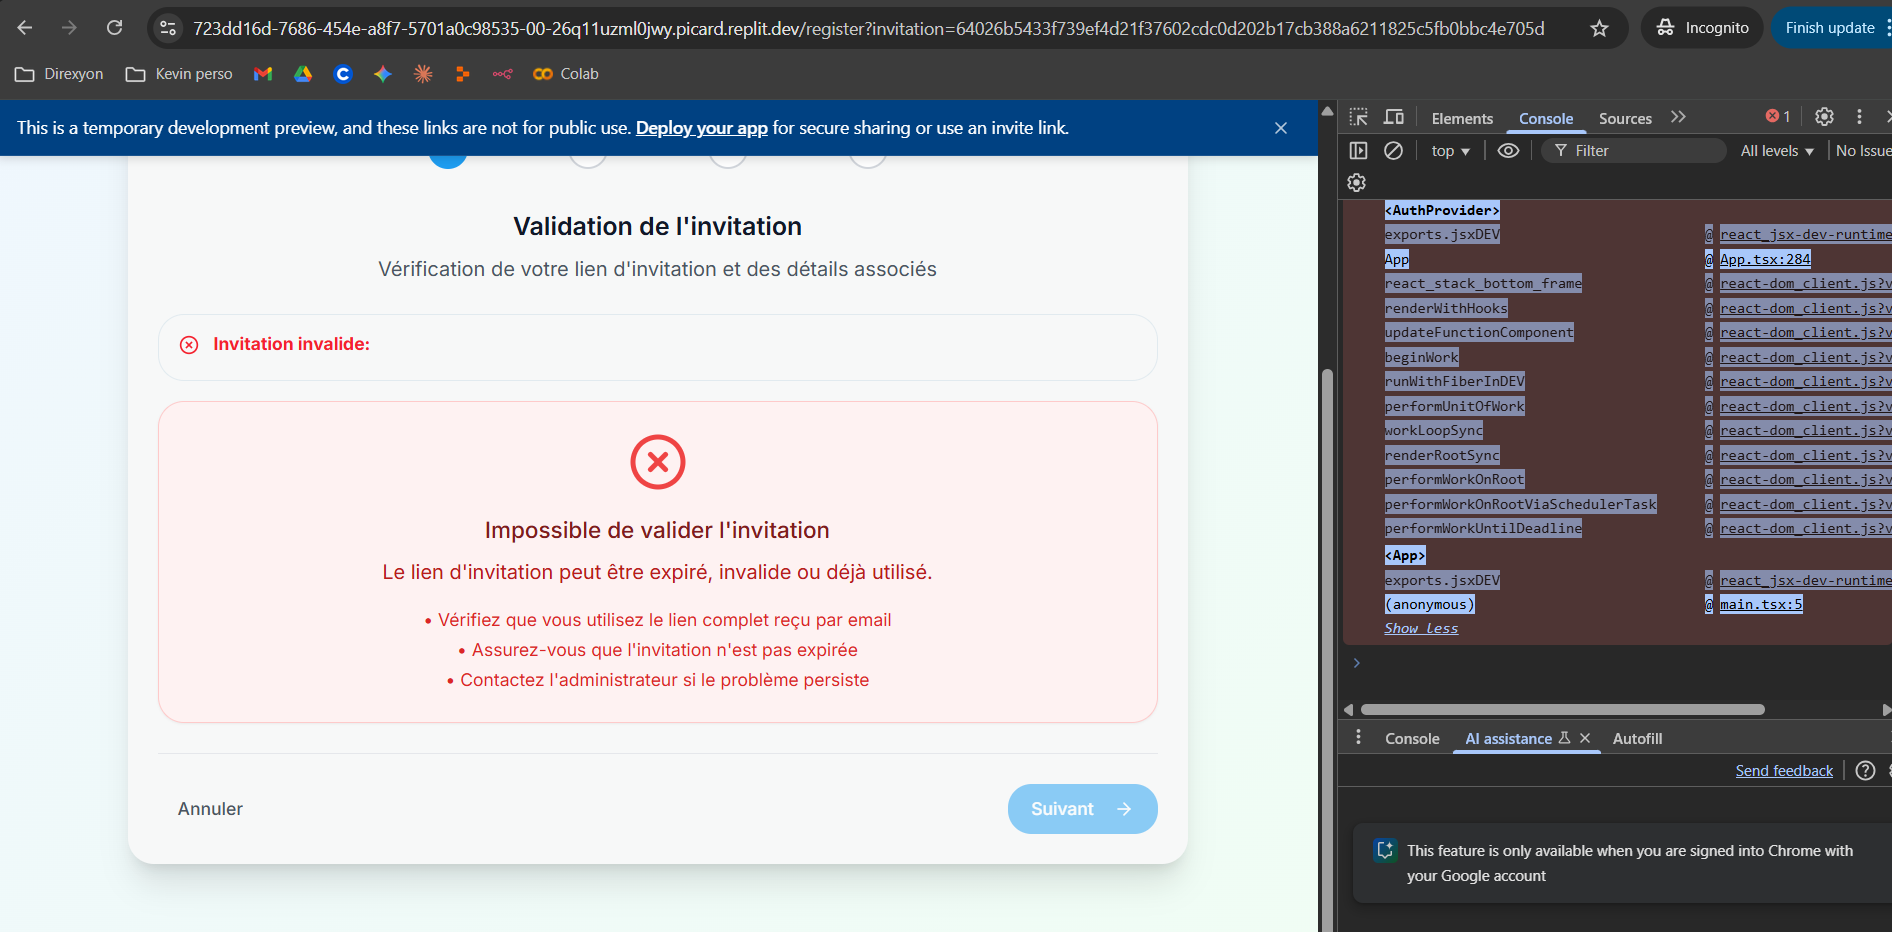 723dd16d-7686-454e-a8f7-5701a0c98535-00-26q11uzml0jwy.picard.replit.dev/register?invitation=64026b5433f739ef4d21f37602cdc0d202b17cb388a6211825c5fb0bbc4e705d
Incognito
Finish update
Direxyon
Kevin perso
Colab
This is a temporary development preview, and these links are not for public use. Deploy your app for secure sharing or use an invite link.
Validation de l'invitation
Vérification de votre lien d'invitation et des détails associés
Invitation invalide:
Impossible de valider l'invitation
Le lien d'invitation peut être expiré, invalide ou déjà utilisé.
• Vérifiez que vous utilisez le lien complet reçu par email
• Assurez-vous que l'invitation n'est pas expirée
• Contactez l'administrateur si le problème persiste
Annuler
Suivant
Elements Console Sources 1
top Filter All levels No Issue
<AuthProvider>
exports.jsxDEV @ react_jsx-dev-runtime
App @ App.tsx:284
react_stack_bottom_frame @ react-dom_client.js?v
renderWithHooks @ react-dom_client.js?v
updateFunctionComponent @ react-dom_client.js?v
beginWork @ react-dom_client.js?v
runWithFiberInDEV @ react-dom_client.js?v
performUnitOfWork @ react-dom_client.js?v
workLoopSync @ react-dom_client.js?v
renderRootSync @ react-dom_client.js?v
performWorkOnRoot @ react-dom_client.js?v
performWorkOnRootViaSchedulerTask @ react-dom_client.js?v
performWorkUntilDeadline @ react-dom_client.js?v
<App>
exports.jsxDEV @ react_jsx-dev-runtime
(anonymous) @ main.tsx:5
Show less
Console AI assistance Autofill
Send feedback
This feature is only available when you are signed into Chrome with
your Google account